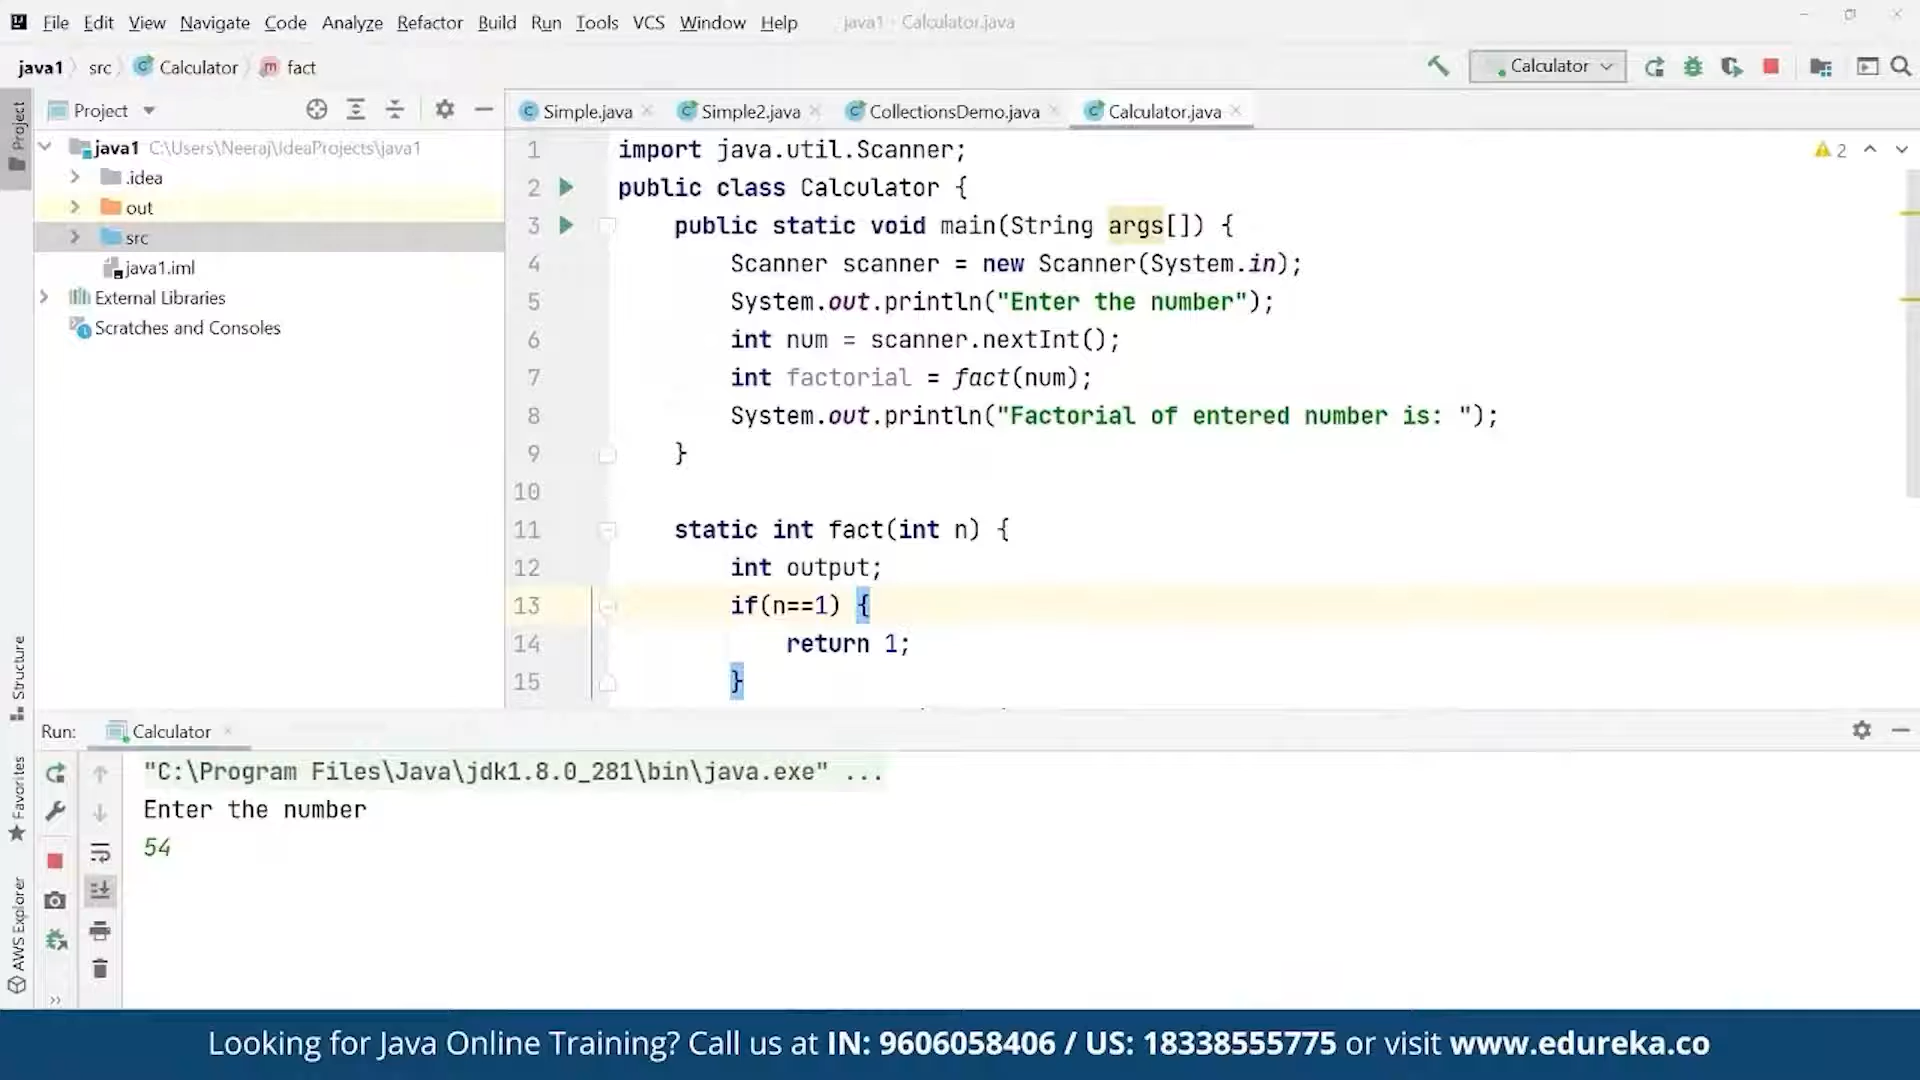 File Edit View Navigate Code Analyze Refactor Build Run Tools VCS Window Help java1 - Calculator.java
java1 src Calculator fact
Calculator
Project
Simple.java
Simple2.java
CollectionsDemo.java
Calculator.java
java1 C:\Users\Neeraj\IdeaProjects\java1
.idea
out
src
java1.iml
External Libraries
Scratches and Consoles
2
1 import java.util.Scanner;
2 public class Calculator {
3 public static void main(String args[]) {
4 Scanner scanner = new Scanner(System.in);
5 System.out.println("Enter the number");
6 int num = scanner.nextInt();
7 int factorial = fact(num);
8 System.out.println("Factorial of entered number is: ");
9 }
10
11 static int fact(int n) {
12 int output;
13 if(n==1) {
14 return 1;
15 }
Project
Structure
Favorites
AWS Explorer
Run: Calculator
"C:\Program Files\Java\jdk1.8.0_281\bin\java.exe" ...
Enter the number
54
Looking for Java Online Training? Call us at IN: 9606058406 / US: 18338555775 or visit www.edureka.co